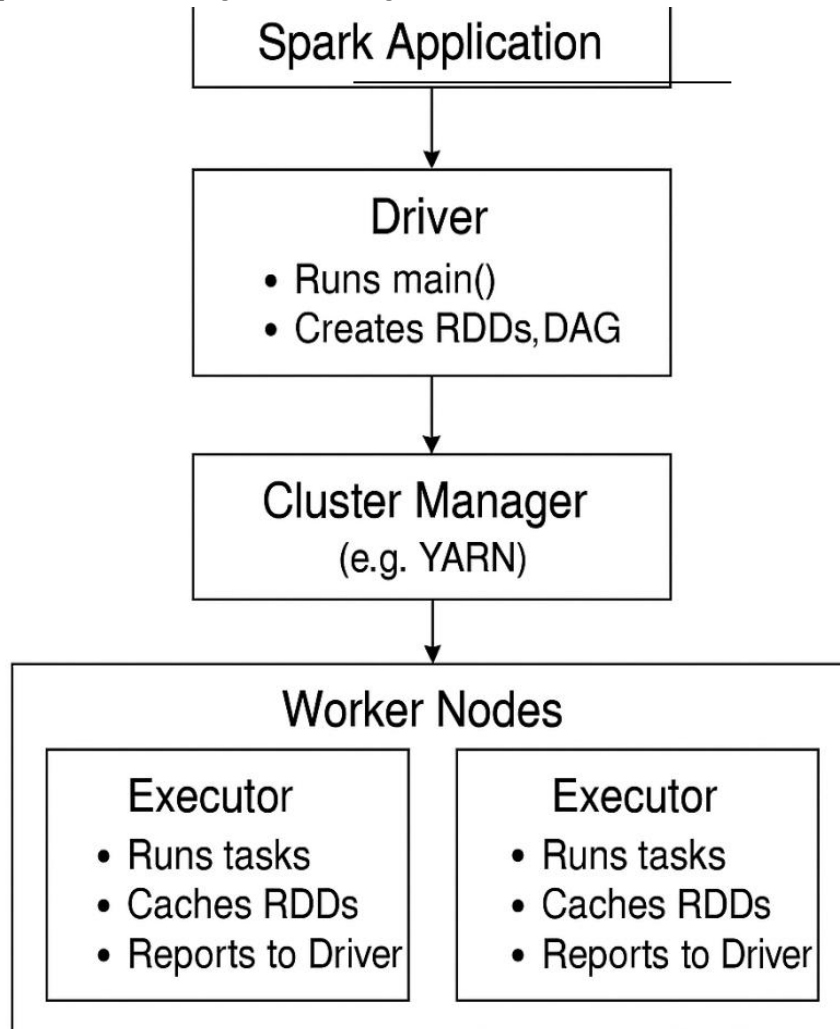 Spark Application
Driver
• Runs main()
• Creates RDDs, DAG
Cluster Manager
(e.g. YARN)
Worker Nodes
Executor
• Runs tasks
• Caches RDDs
• Reports to Driver
Executor
• Runs tasks
• Caches RDDs
• Reports to Driver